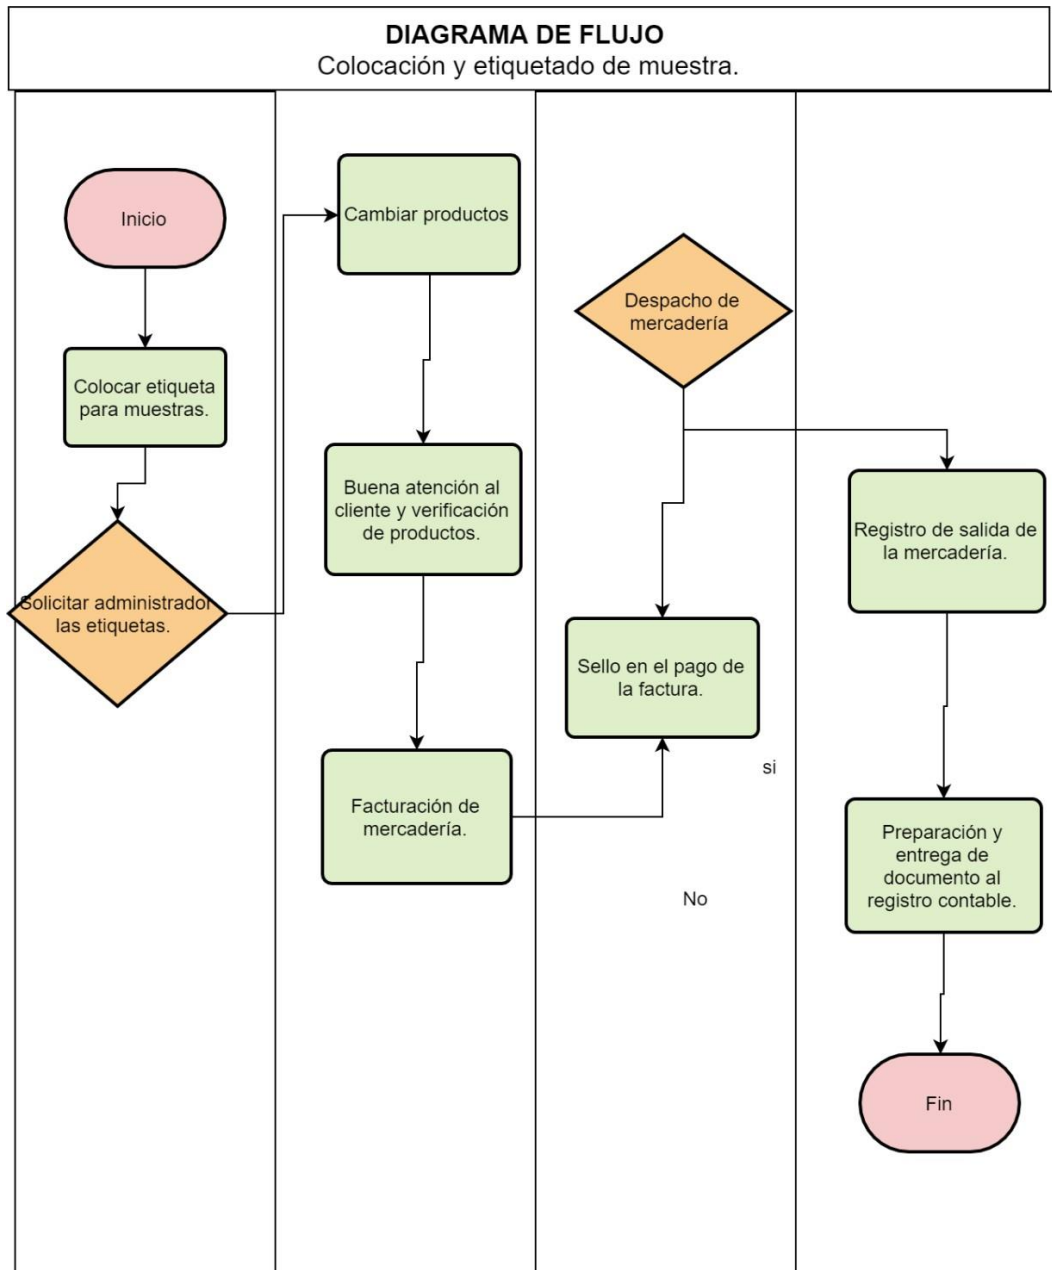 DIAGRAMA DE FLUJO
Colocación y etiquetado de muestra.
Inicio
Colocar etiqueta
para muestras.
Solicitar administrador
las etiquetas.
Cambiar productos
Buena atención al
cliente y verificación
de productos.
Facturación de
mercadería.
Despacho de
mercadería
Sello en el pago de
la factura.
si
No
Registro de salida de
la mercadería.
Preparación y
entrega de
documento al
registro contable.
Fin